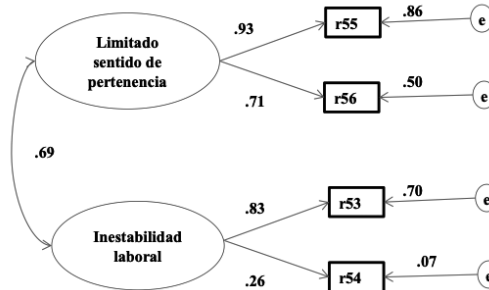 .93
r55
.86
e
Limitado
sentido de
pertenencia
.71
r56
.50
e
.69
.83
r53
.70
e
Inestabilidad
laboral
.26
r54
.07
e